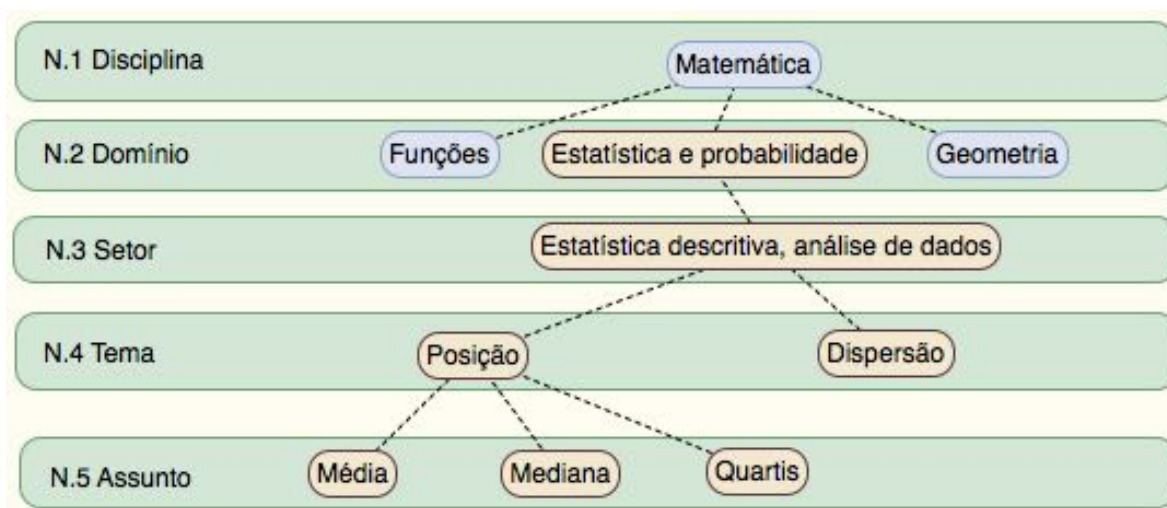 N.1 Disciplina
Matemática
N.2 Domínio
Funções
Estatística e probabilidade
Geometria
N.3 Setor
Estatística descritiva, análise de dados
N.4 Tema
Posição
Dispersão
N.5 Assunto
Média
Mediana
Quartis